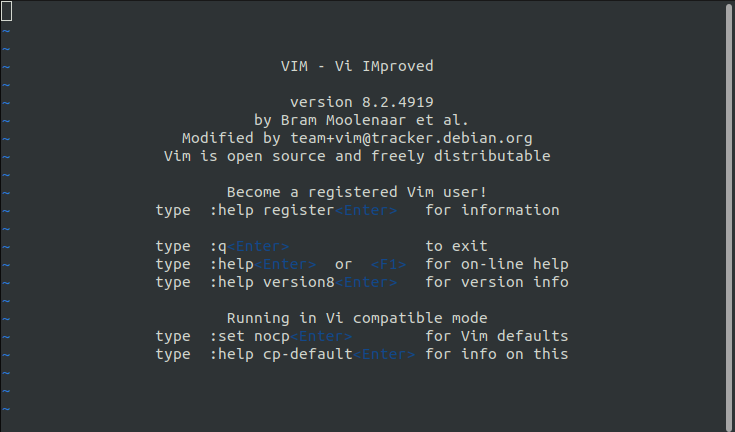 ~
~
~
VIM - Vi IMproved
~
~
version 8.2.4919
~
by Bram Moolenaar et al.
~
Modified by team+vim@tracker.debian.org
~
Vim is open source and freely distributable
~
~
Become a registered Vim user!
~
type  :help register<Enter>   for information
~
~
type  :q<Enter>               to exit
~
type  :help<Enter>  or  <F1>  for on-line help
~
type  :help version8<Enter>   for version info
~
~
Running in Vi compatible mode
~
type  :set nocp<Enter>        for Vim defaults
~
type  :help cp-default<Enter> for info on this
~
~
~